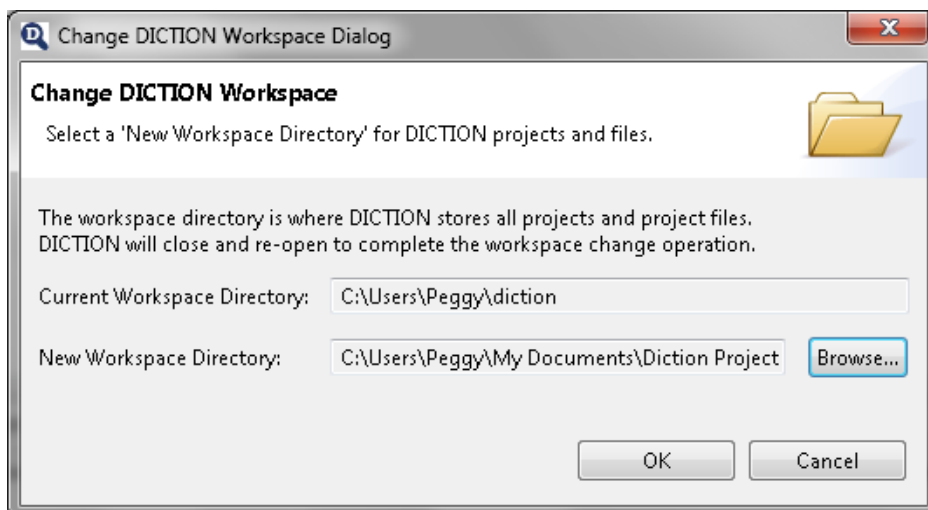 Change DICTION Workspace Dialog
Change DICTION Workspace
Select a 'New Workspace Directory' for DICTION projects and files.
The workspace directory is where DICTION stores all projects and project files.
DICTION will close and re-open to complete the workspace change operation.
Current Workspace Directory: C:\Users\Peggy\diction
New Workspace Directory: C:\Users\Peggy\My Documents\Diction Project Browse...
OK Cancel